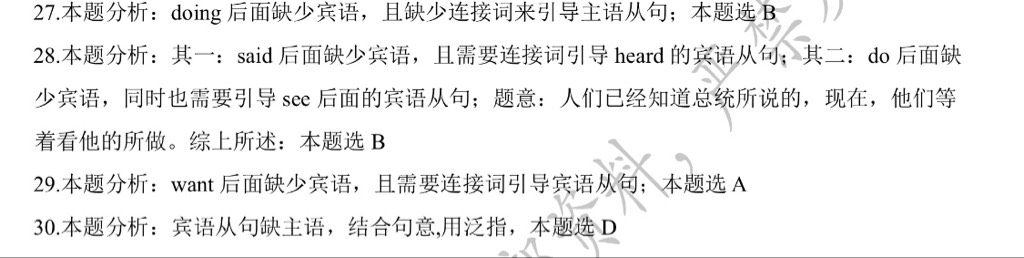 27.本题分析：doing 后面缺少宾语，且缺少连接词来引导主语从句；本题选 B
28.本题分析：其一：said 后面缺少宾语，且需要连接词引导 heard 的宾语从句；其二：do 后面缺
少宾语，同时也需要引导 see 后面的宾语从句；题意：人们已经知道总统所说的，现在，他们等
着看他的所做。综上所述：本题选 B
29.本题分析：want 后面缺少宾语，且需要连接词引导宾语从句；本题选 A
30.本题分析：宾语从句缺主语，结合句意,用泛指，本题选 D
资料，严禁